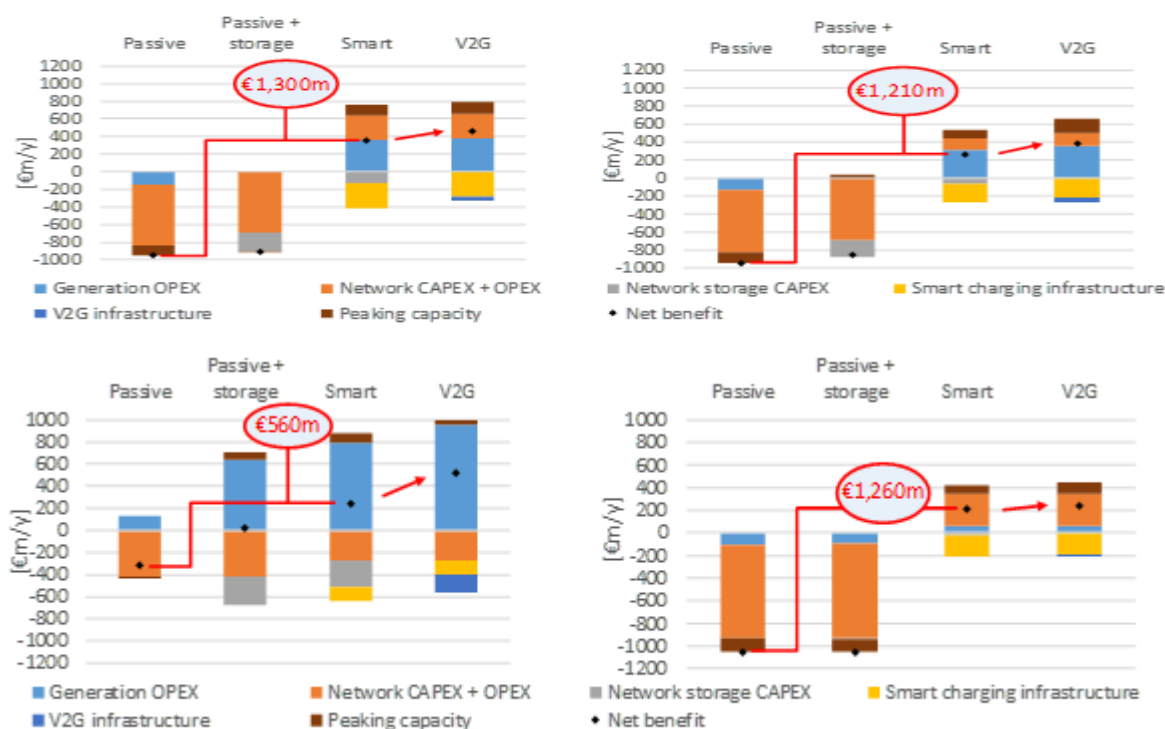 Passive Passive + storage Smart V2G
1200
1000
800
600
400
200
0
-200
-400
-600
-800
-1000
[€m/y]
€1,300m
Generation OPEX Network CAPEX + OPEX
V2G infrastructure Peaking capacity
Passive Passive + storage Smart V2G
1200
1000
800
600
400
200
0
-200
-400
-600
-800
-1000
[€m/y]
€1,210m
Network storage CAPEX Smart charging infrastructure
Net benefit
Passive Passive + storage Smart V2G
1000
800
600
400
200
0
-200
-400
-600
-800
-1000
-1200
[€m/y]
€560m
Generation OPEX Network CAPEX + OPEX
V2G infrastructure Peaking capacity
Passive Passive + storage Smart V2G
1000
800
600
400
200
0
-200
-400
-600
-800
-1000
-1200
[€m/y]
€1,260m
Network storage CAPEX Smart charging infrastructure
Net benefit